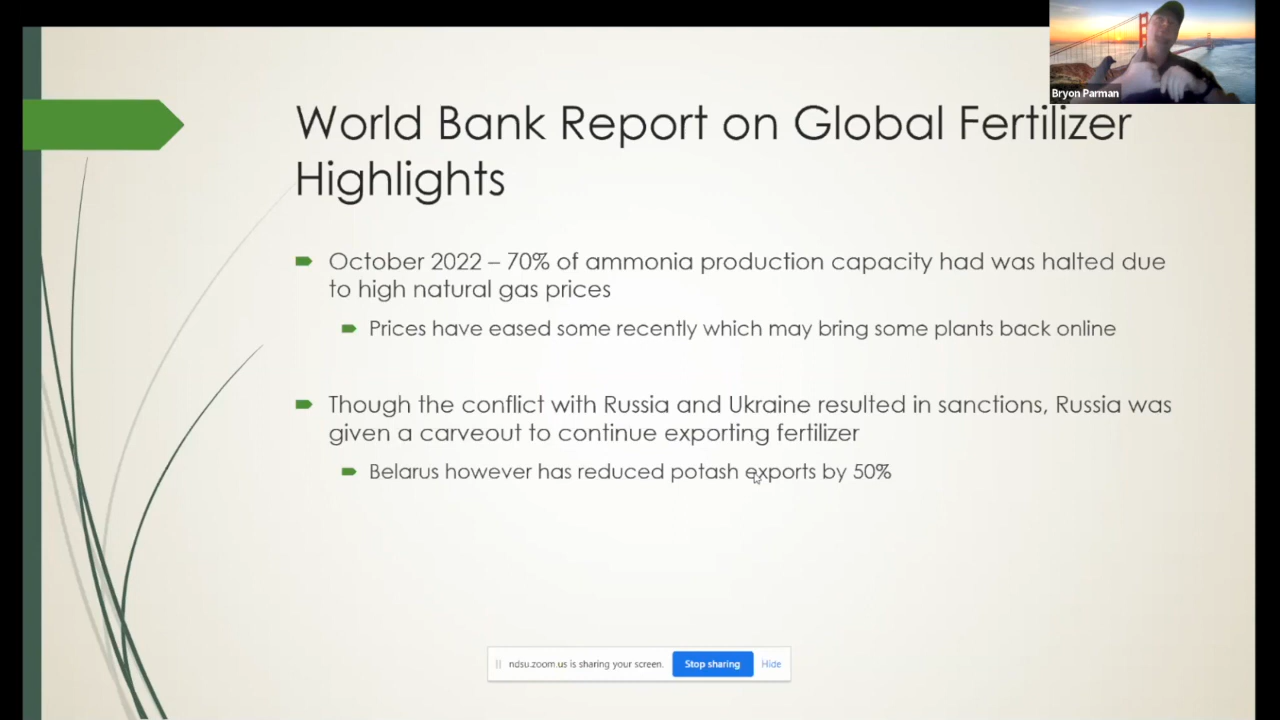 Bryon Parman
World Bank Report on Global Fertilizer
Highlights
October 2022 – 70% of ammonia production capacity had was halted due
to high natural gas prices
Prices have eased some recently which may bring some plants back online
Though the conflict with Russia and Ukraine resulted in sanctions, Russia was
given a carveout to continue exporting fertilizer
Belarus however has reduced potash exports by 50%
ndsu.zoom.us is sharing your screen. Stop sharing Hide